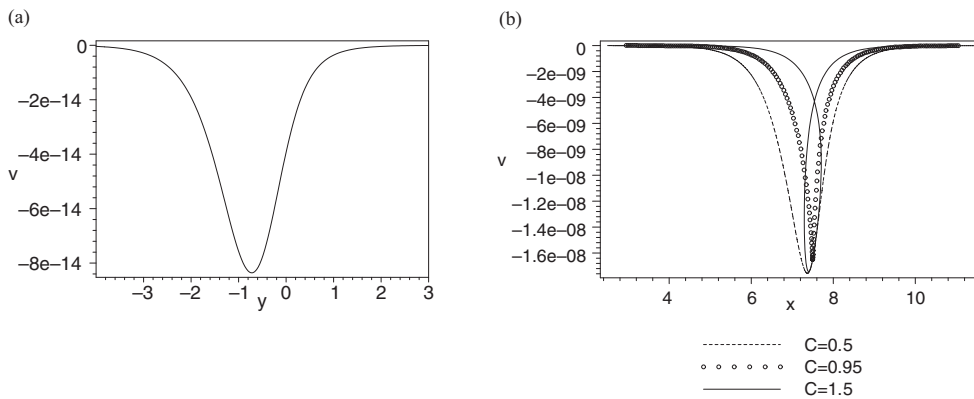 (a)
0
−2e−14
−4e−14
v
−6e−14
−8e−14
−3 −2 −1 0 1 2 3
y
(b)
0
−2e−09
−4e−09
−6e−09
−8e−09
v
−1e−08
−1.2e−08
−1.4e−08
−1.6e−08
4 6 8 10
x
C=0.5
C=0.95
C=1.5